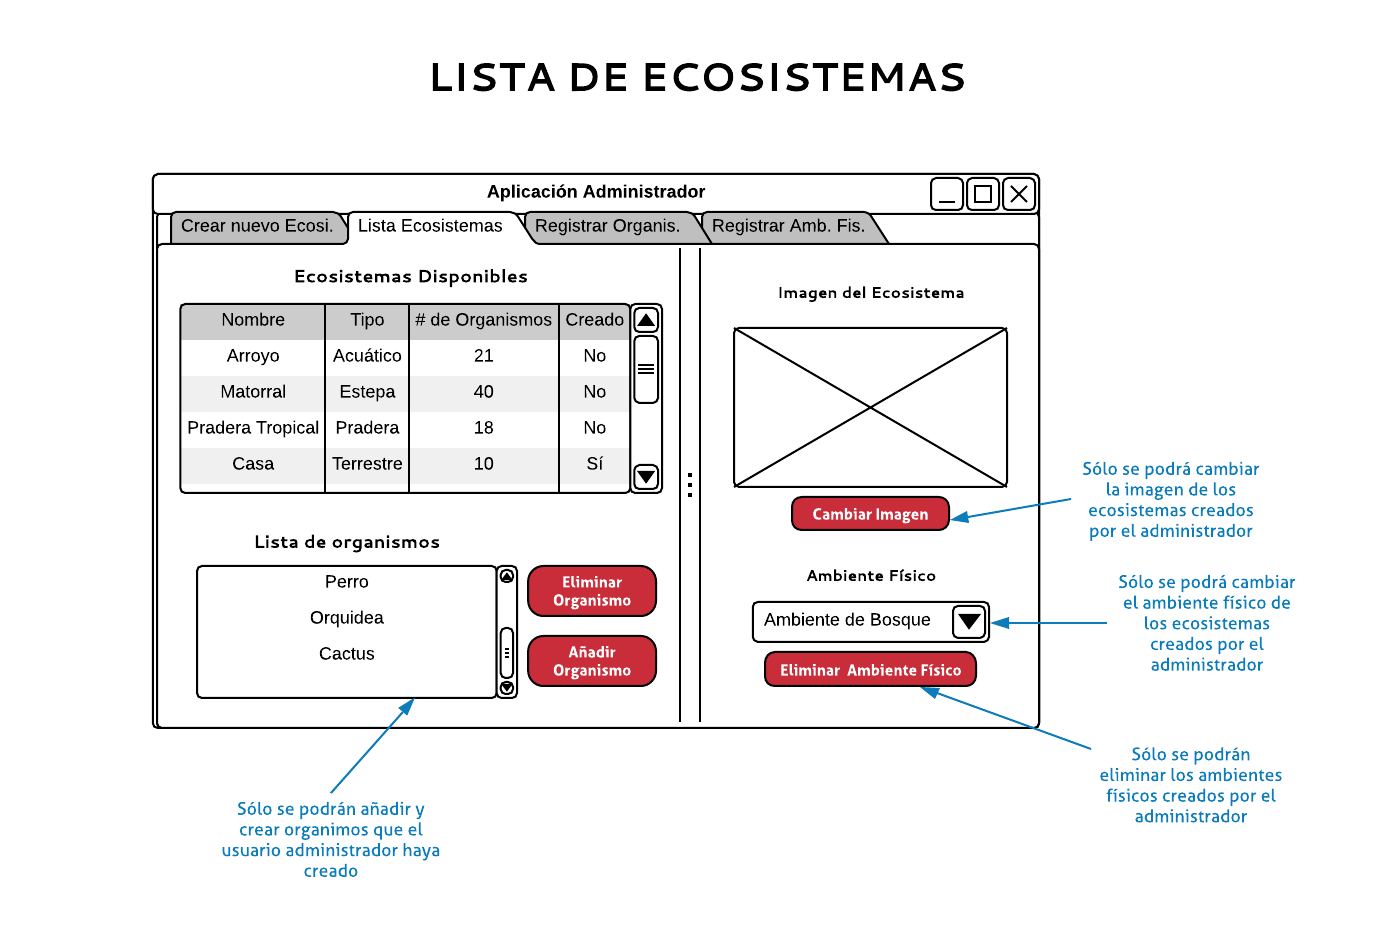 LISTA DE ECOSISTEMAS
Aplicación Administrador
Crear nuevo Ecosi.
Lista Ecosistemas
Registrar Organis.
Registrar Amb. Fis.
Ecosistemas Disponibles
Nombre Tipo # de Organismos Creado
Arroyo Acuático 21 No
Matorral Estepa 40 No
Pradera Tropical Pradera 18 No
Casa Terrestre 10 Sí
Lista de organismos
Perro
Orquidea
Cactus
Eliminar
Organismo
Añadir
Organismo
Imagen del Ecosistema
Cambiar Imagen
Ambiente Físico
Ambiente de Bosque
Eliminar Ambiente Físico
Sólo se podrá cambiar
la imagen de los
ecosistemas creados
por el administrador
Sólo se podrá cambiar
el ambiente físico de
los ecosistemas
creados por el
administrador
Sólo se podrán
eliminar los ambientes
físicos creados por el
administrador
Sólo se podrán añadir y
crear organimos que el
usuario administrador haya
creado